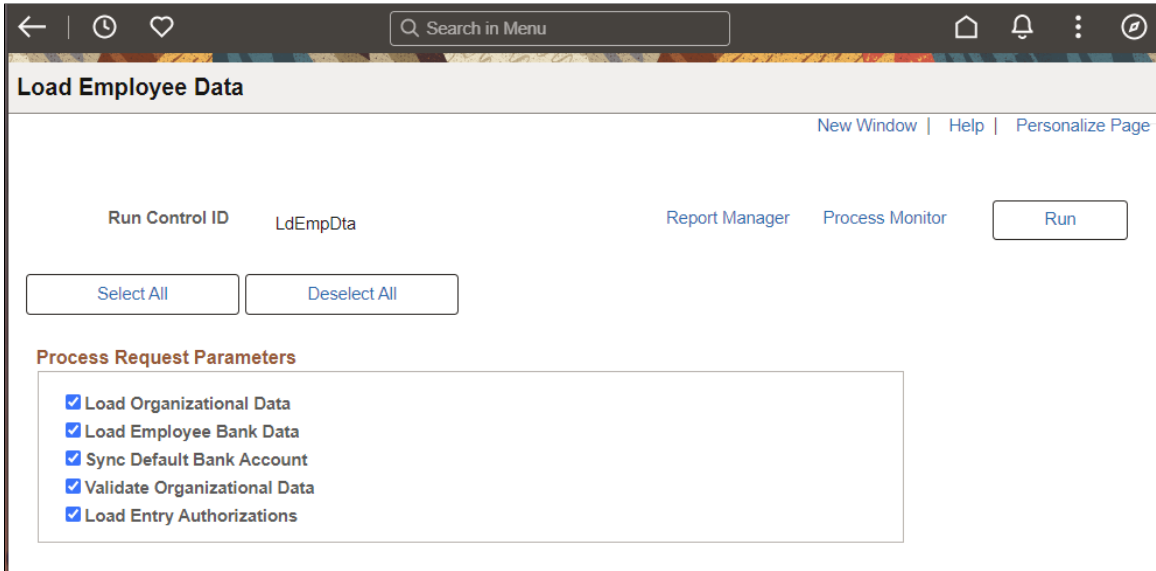 Search in Menu
Load Employee Data
New Window | Help | Personalize Page
Run Control ID LdEmpDta Report Manager Process Monitor Run
Select All Deselect All
Process Request Parameters
Load Organizational Data
Load Employee Bank Data
Sync Default Bank Account
Validate Organizational Data
Load Entry Authorizations